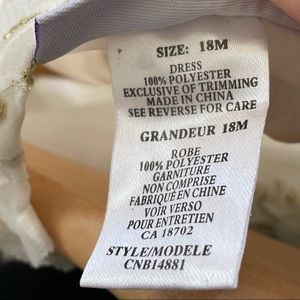 SIZE: 18M
DRESS
100% POLYESTER
EXCLUSIVE OF TRIMMING
MADE IN CHINA
SEE REVERSE FOR CARE
GRANDEUR 18M
ROBE
100% POLYESTER
GARNITURE
NON COMPRISE
FABRIQUÉ EN CHINE
VOIR VERSO
POUR ENTRETIEN
CA 18702
STYLE/MODELE
CNB14881